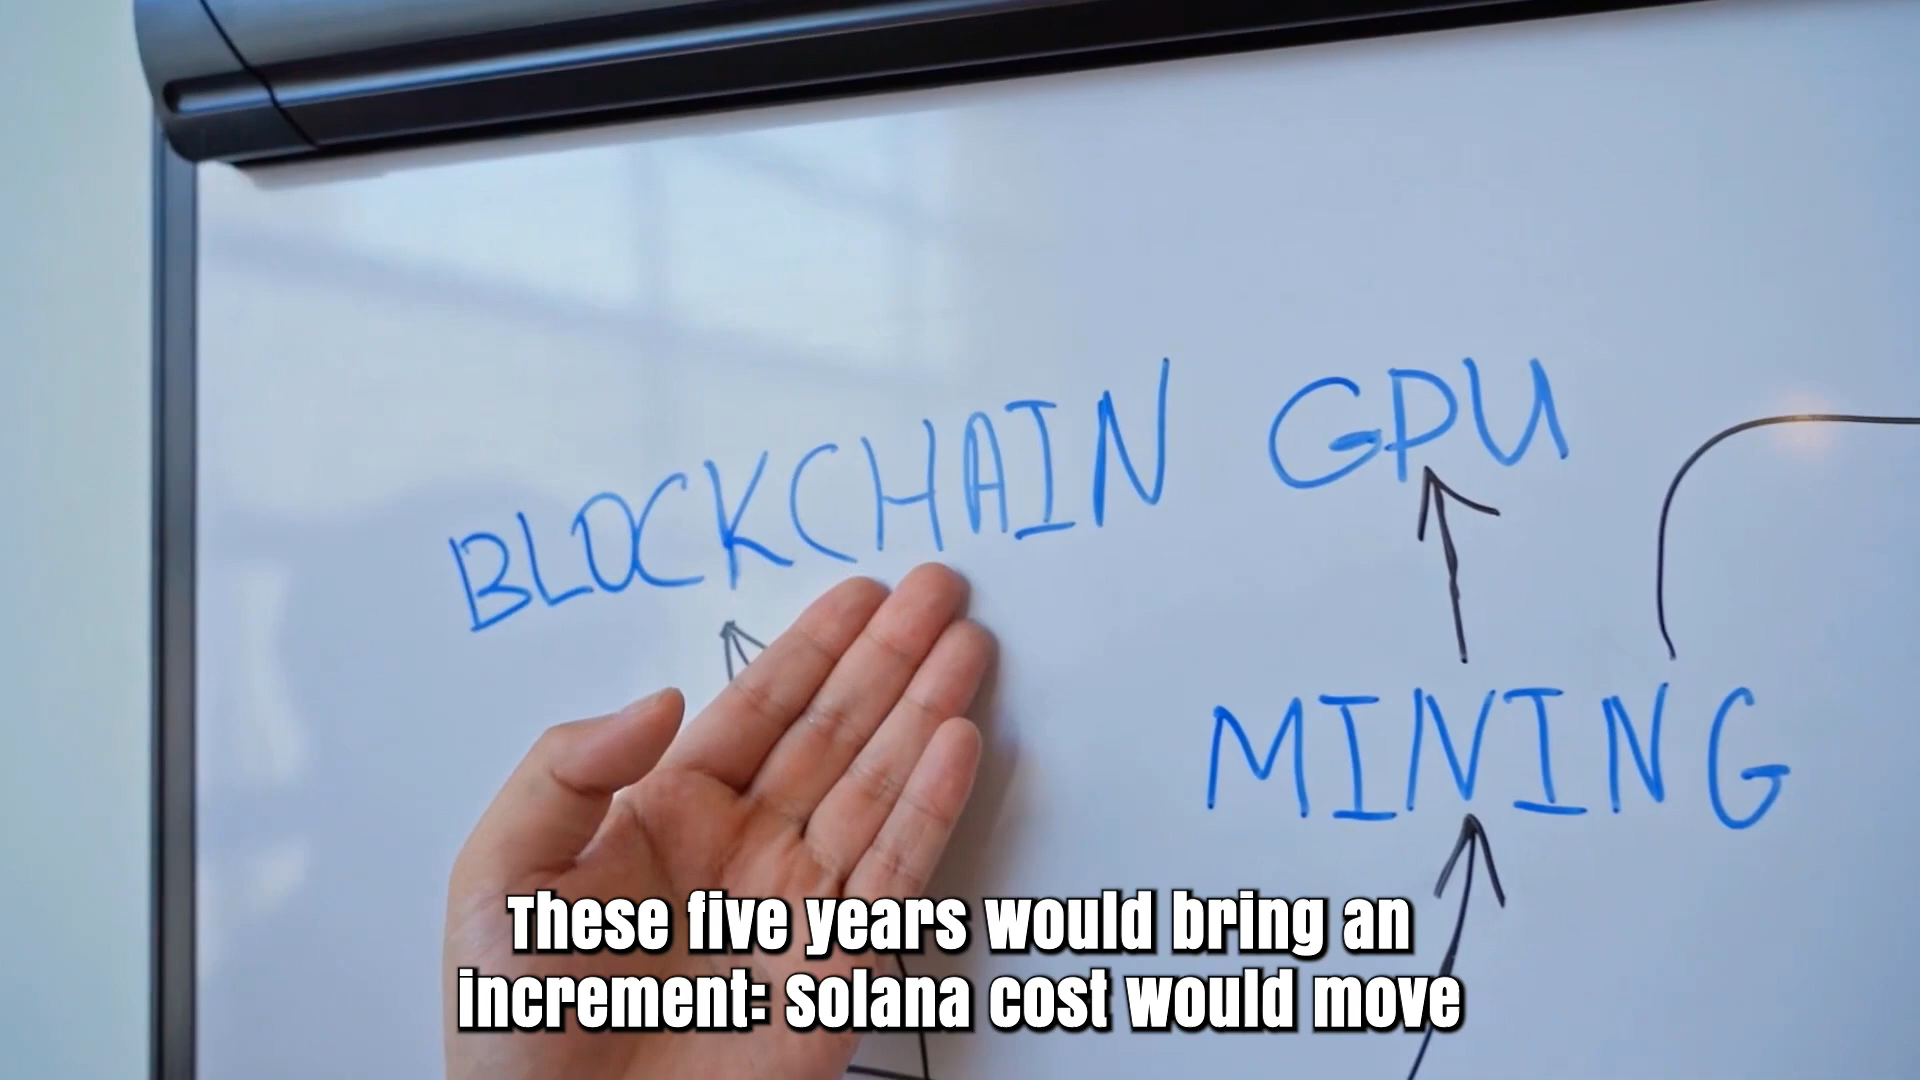 BLOCKCHAIN GPU
MINING
These five years would bring an
increment: Solana cost would move